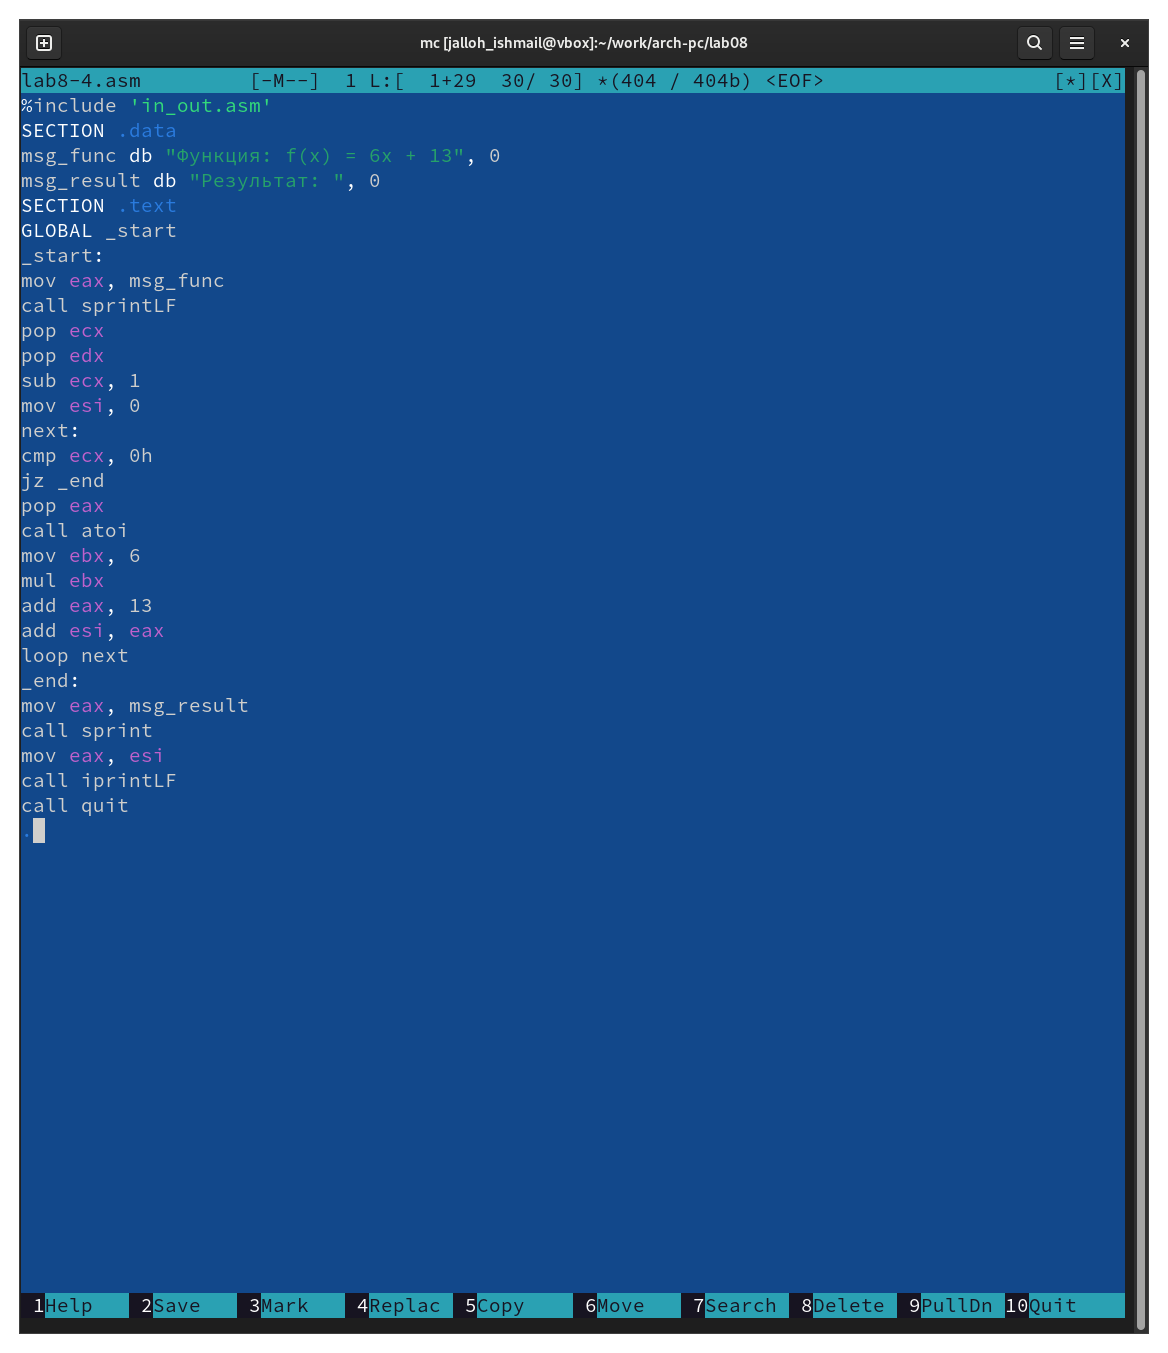 mc [jalloh_ishmail@vbox]:~/work/arch-pc/lab08
lab8-4.asm [-M--] 1 L:[ 1+29 30/ 30] *(404 / 404b) <EOF> [*][X]
%include 'in_out.asm'
SECTION .data
msg_func db "Функция: f(x) = 6x + 13", 0
msg_result db "Результат: ", 0
SECTION .text
GLOBAL _start
_start:
mov eax, msg_func
call sprintLF
pop ecx
pop edx
sub ecx, 1
mov esi, 0
next:
cmp ecx, 0h
jz _end
pop eax
call atoi
mov ebx, 6
mul ebx
add eax, 13
add esi, eax
loop next
_end:
mov eax, msg_result
call sprint
mov eax, esi
call iprintLF
call quit
.
1Help 2Save 3Mark 4Replac 5Copy 6Move 7Search 8Delete 9PullDn 10Quit